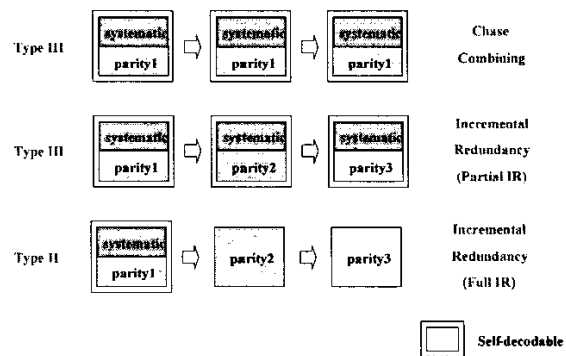 Type III
systematic
parity1
systematic
parity1
systematic
parity1
Chase
Combining
Type III
systematic
parity1
systematic
parity2
systematic
parity3
Incremental
Redundancy
(Partial IR)
Type II
systematic
parity1
parity2
parity3
Incremental
Redundancy
(Full IR)
Self-decodable